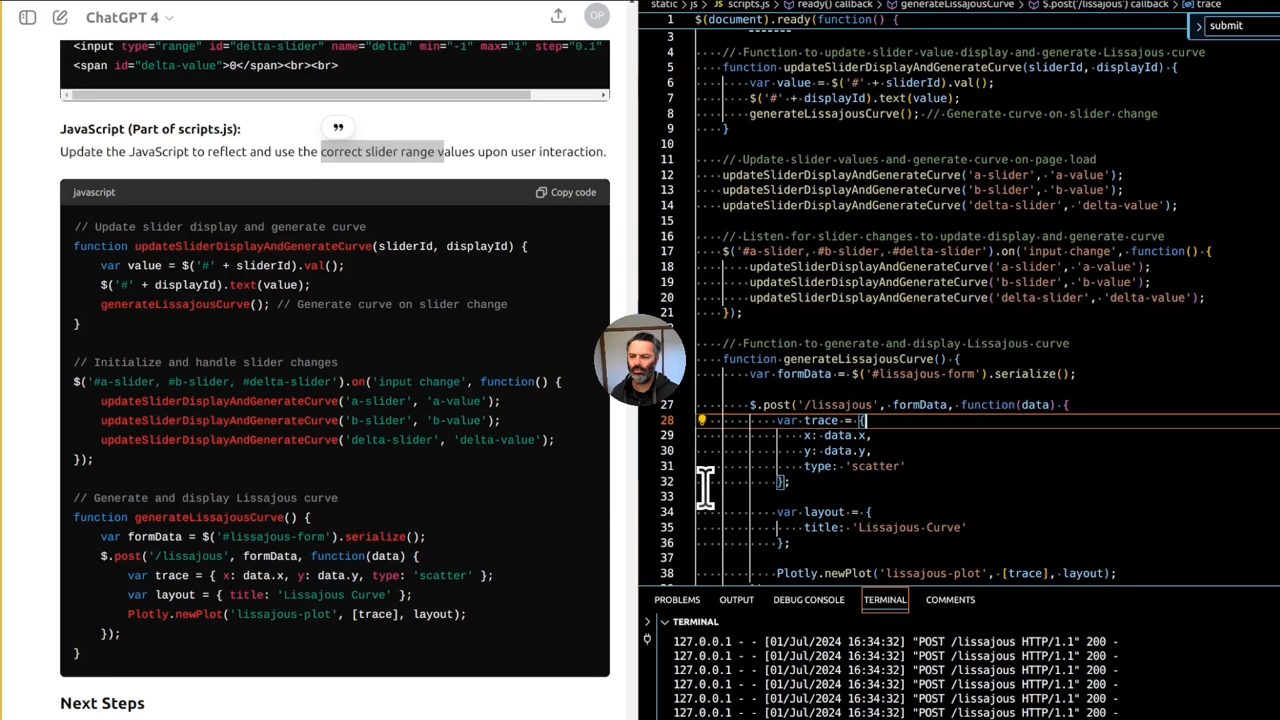 ChatGPT 4
OP
<input type="range" id="delta-slider" name="delta" min="-1" max="1" step="0.1"
<span id="delta-value">0</span><br><br>
JavaScript (Part of scripts.js):
Update the JavaScript to reflect and use the correct slider range values upon user interaction.
javascript
Copy code
// Update slider display and generate curve
function updateSliderDisplayAndGenerateCurve(sliderId, displayId) {
var value = $('#' + sliderId).val();
$('#' + displayId).text(value);
generateLissajousCurve(); // Generate curve on slider change
}
// Initialize and handle slider changes
$('#a-slider, #b-slider, #delta-slider').on('input change', function() {
updateSliderDisplayAndGenerateCurve('a-slider', 'a-value');
updateSliderDisplayAndGenerateCurve('b-slider', 'b-value');
updateSliderDisplayAndGenerateCurve('delta-slider', 'delta-value');
});
// Generate and display Lissajous curve
function generateLissajousCurve() {
var formData = $('#lissajous-form').serialize();
$.post('/lissajous', formData, function(data) {
var trace = { x: data.x, y: data.y, type: 'scatter' };
var layout = { title: 'Lissajous Curve' };
Plotly.newPlot('lissajous-plot', [trace], layout);
});
}
Next Steps
static > js > scripts.js > ready() callback > generateLissajousCurve > $.post('/lissajous') callback > trace
submit
1 $(document).ready(function() {
3
4 // Function to update slider value display and generate Lissajous curve
5 function updateSliderDisplayAndGenerateCurve(sliderId, displayId) {
6 var value = $('#' + sliderId).val();
7 $('#' + displayId).text(value);
8 generateLissajousCurve(); // Generate curve on slider change
9 }
10
11 // Update slider values and generate curve on page load
12 updateSliderDisplayAndGenerateCurve('a-slider', 'a-value');
13 updateSliderDisplayAndGenerateCurve('b-slider', 'b-value');
14 updateSliderDisplayAndGenerateCurve('delta-slider', 'delta-value');
15
16 // Listen for slider changes to update display and generate curve
17 $('#a-slider, #b-slider, #delta-slider').on('input change', function() {
18 updateSliderDisplayAndGenerateCurve('a-slider', 'a-value');
19 updateSliderDisplayAndGenerateCurve('b-slider', 'b-value');
20 updateSliderDisplayAndGenerateCurve('delta-slider', 'delta-value');
21 });
// Function to generate and display Lissajous curve
function generateLissajousCurve() {
var formData = $('#lissajous-form').serialize();
27 $.post('/lissajous', formData, function(data) {
28 var trace = {
29 x: data.x,
30 y: data.y,
31 type: 'scatter'
32 };
33
34 var layout = {
35 title: 'Lissajous Curve'
36 };
37
38 Plotly.newPlot('lissajous-plot', [trace], layout);
PROBLEMS OUTPUT DEBUG CONSOLE TERMINAL COMMENTS
TERMINAL
127.0.0.1 - - [01/Jul/2024 16:34:32] "POST /lissajous HTTP/1.1" 200 -
127.0.0.1 - - [01/Jul/2024 16:34:32] "POST /lissajous HTTP/1.1" 200 -
127.0.0.1 - - [01/Jul/2024 16:34:32] "POST /lissajous HTTP/1.1" 200 -
127.0.0.1 - - [01/Jul/2024 16:34:32] "POST /lissajous HTTP/1.1" 200 -
127.0.0.1 - - [01/Jul/2024 16:34:32] "POST /lissajous HTTP/1.1" 200 -
127.0.0.1 - - [01/Jul/2024 16:34:32] "POST /lissajous HTTP/1.1" 200 -